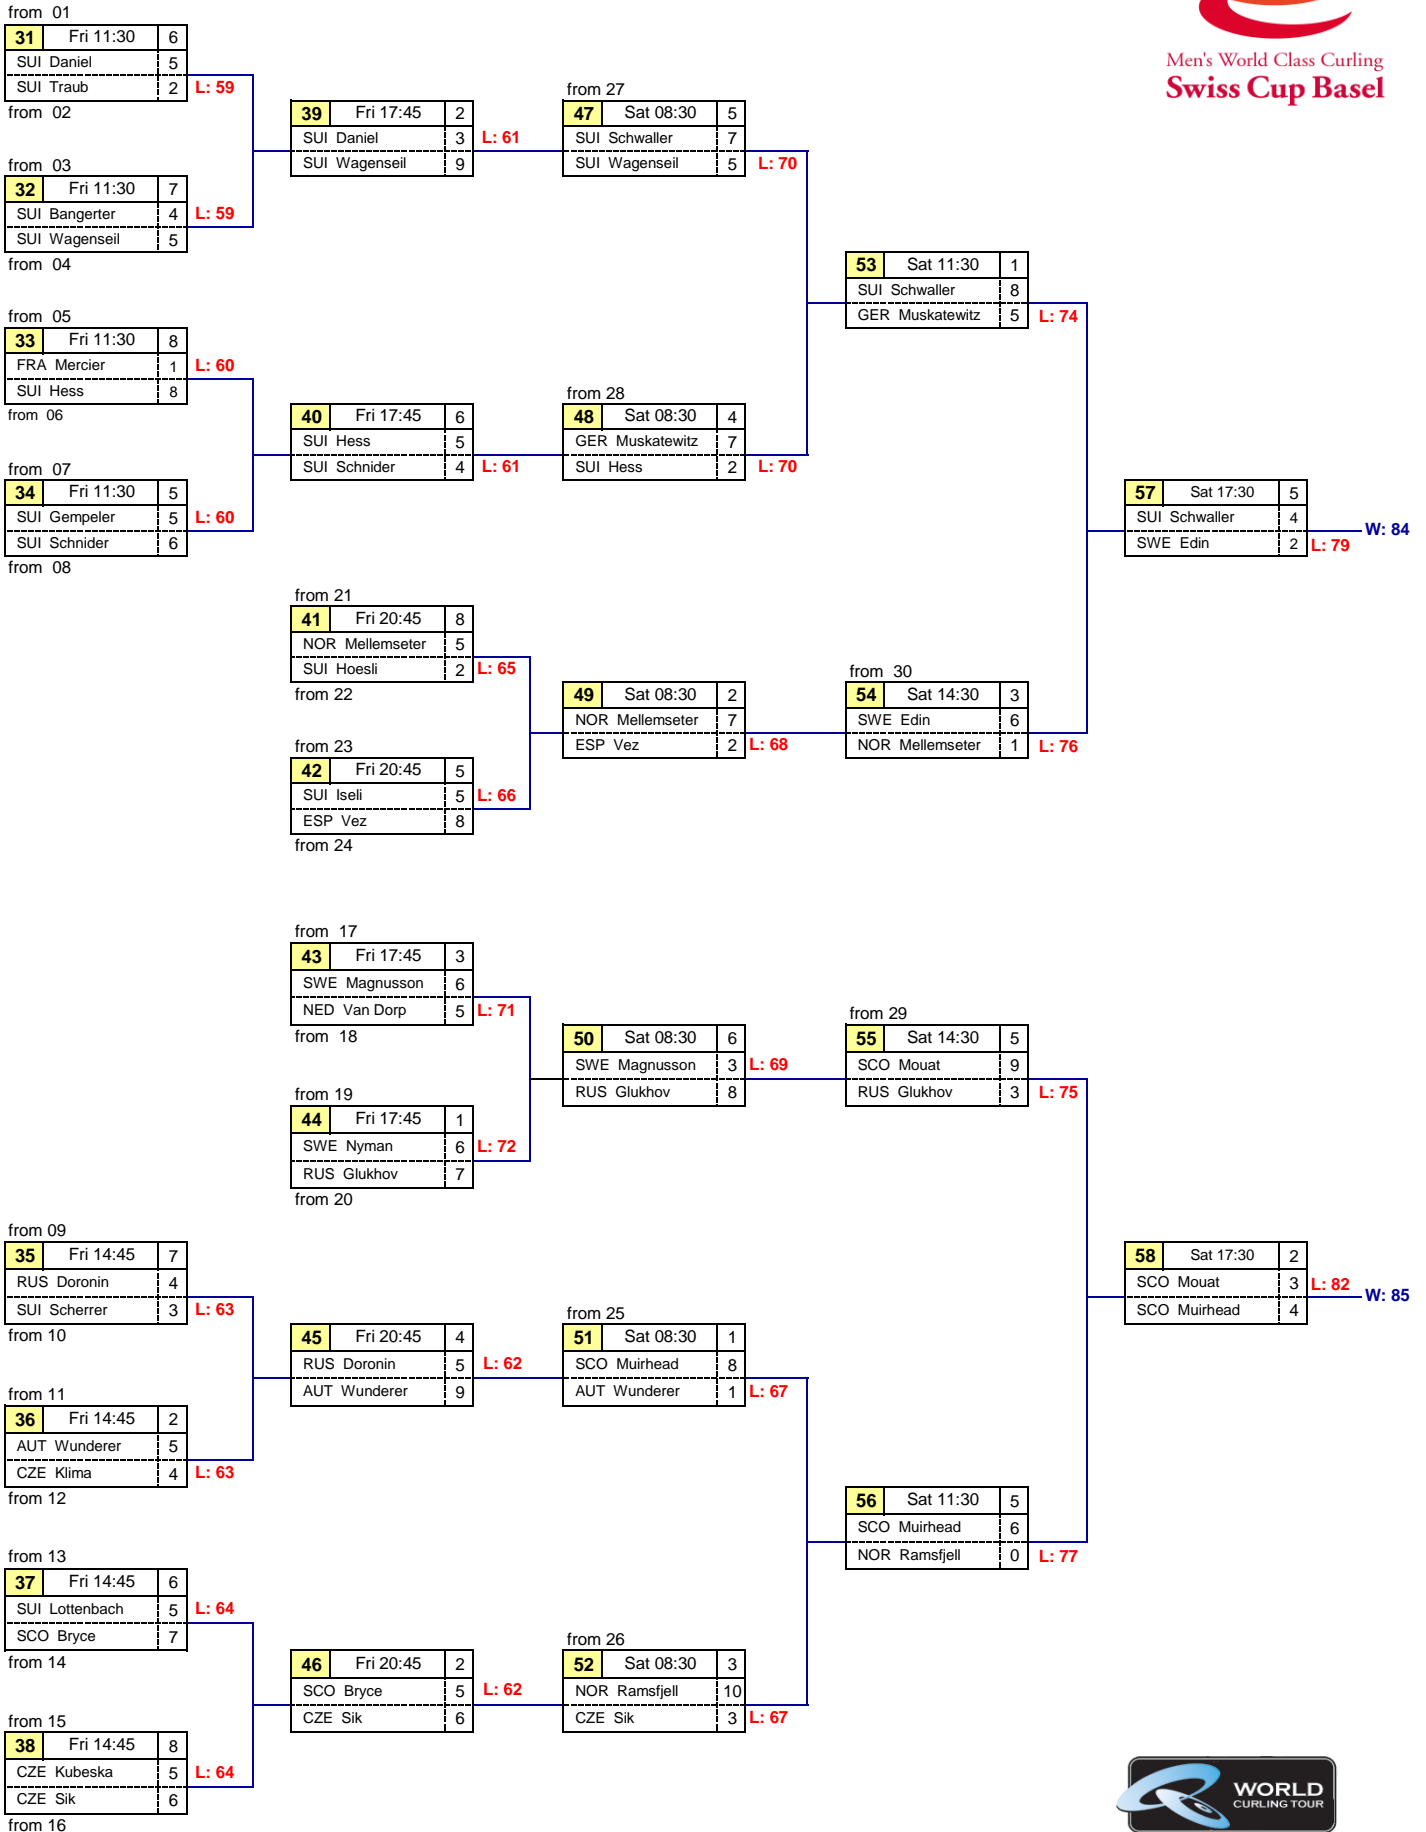 Men's World Class Curling
Swiss Cup Basel
from 01
31 Fri 11:30 6
SUI Daniel 5
SUI Traub 2 L: 59
from 02
from 03
32 Fri 11:30 7
SUI Bangerter 4 L: 59
SUI Wagenseil 5
from 04
from 05
33 Fri 11:30 8
FRA Mercier 1 L: 60
SUI Hess 8
from 06
from 07
34 Fri 11:30 5
SUI Gempeler 5 L: 60
SUI Schnider 6
from 08
39 Fri 17:45 2
SUI Daniel 3 L: 61
SUI Wagenseil 9
40 Fri 17:45 6
SUI Hess 5
SUI Schnider 4 L: 61
from 27
47 Sat 08:30 5
SUI Schwaller 7
SUI Wagenseil 5 L: 70
from 28
48 Sat 08:30 4
GER Muskatewitz 7
SUI Hess 2 L: 70
53 Sat 11:30 1
SUI Schwaller 8
GER Muskatewitz 5 L: 74
57 Sat 17:30 5
SUI Schwaller 4
SWE Edin 2 L: 79
W: 84
from 21
41 Fri 20:45 8
NOR Mellemseter 5
SUI Hoesli 2 L: 65
from 22
from 23
42 Fri 20:45 5
SUI Iseli 5 L: 66
ESP Vez 8
from 24
49 Sat 08:30 2
NOR Mellemseter 7
ESP Vez 2 L: 68
from 30
54 Sat 14:30 3
SWE Edin 6
NOR Mellemseter 1 L: 76
from 17
43 Fri 17:45 3
SWE Magnusson 6
NED Van Dorp 5 L: 71
from 18
from 19
44 Fri 17:45 1
SWE Nyman 6 L: 72
RUS Glukhov 7
from 20
50 Sat 08:30 6
SWE Magnusson 3 L: 69
RUS Glukhov 8
from 29
55 Sat 14:30 5
SCO Mouat 9
RUS Glukhov 3 L: 75
from 09
35 Fri 14:45 7
RUS Doronin 4
SUI Scherrer 3 L: 63
from 10
from 11
36 Fri 14:45 2
AUT Wunderer 5
CZE Klima 4 L: 63
from 12
from 13
37 Fri 14:45 6
SUI Lottenbach 5 L: 64
SCO Bryce 7
from 14
from 15
38 Fri 14:45 8
CZE Kubeska 5 L: 64
CZE Sik 6
from 16
45 Fri 20:45 4
RUS Doronin 5 L: 62
AUT Wunderer 9
46 Fri 20:45 2
SCO Bryce 5 L: 62
CZE Sik 6
from 25
51 Sat 08:30 1
SCO Muirhead 8
AUT Wunderer 1 L: 67
from 26
52 Sat 08:30 3
NOR Ramsfjell 10
CZE Sik 3 L: 67
56 Sat 11:30 5
SCO Muirhead 6
NOR Ramsfjell 0 L: 77
58 Sat 17:30 2
SCO Mouat 3 L: 82
SCO Muirhead 4
W: 85
WORLD
CURLING TOUR